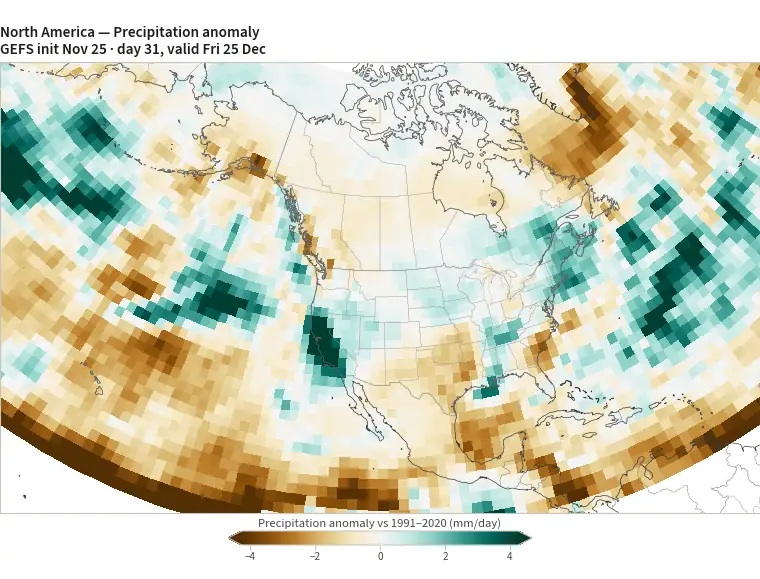 North America — Precipitation anomaly
GEFS init Nov 25 · day 31, valid Fri 25 Dec
Precipitation anomaly vs 1991–2020 (mm/day)
−4 −2 0 2 4